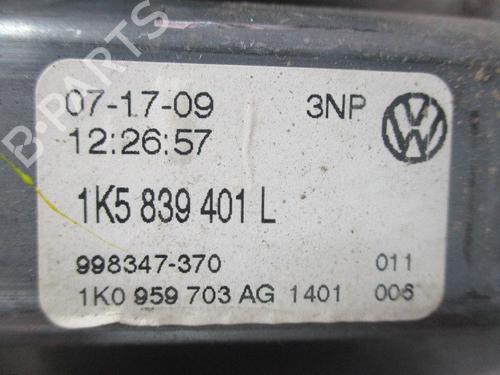 07-17-09 3NP
12:26:57
1K5 839 401 L
998347-370 011
1K0 959 703 AG 1401 006
B-PARTS